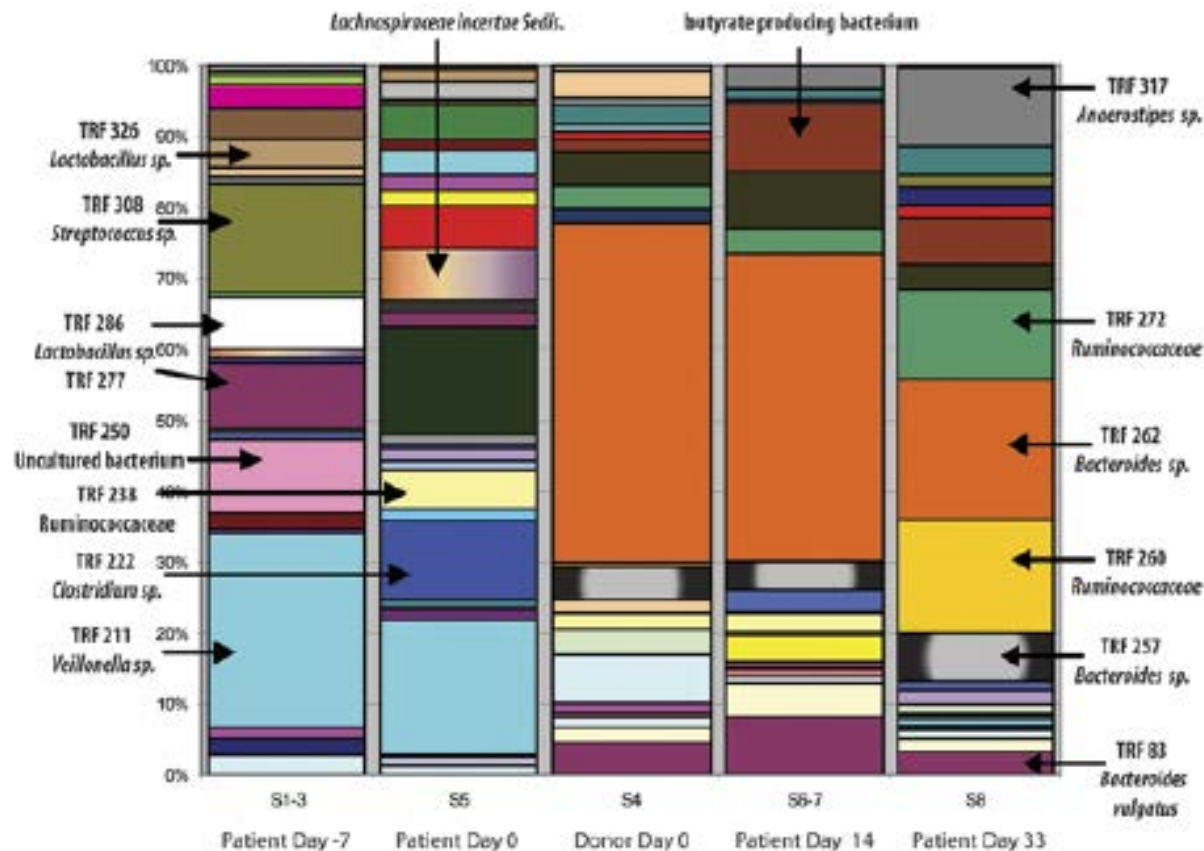 Lachnospiraceae Incertae Sedis.
butyrate producing bacterium
100%
90%
80%
70%
60%
50%
40%
30%
20%
10%
0%
TRF 326
Lactobacillus sp.
TRF 308
Streptococcus sp.
TRF 286
Lactobacillus sp.
TRF 277
TRF 250
Uncultured bacterium
TRF 238
Ruminococcaceae
TRF 222
Clostridium sp.
TRF 211
Veillonella sp.
TRF 317
Anaerostipes sp.
TRF 272
Ruminococcaceae
TRF 262
Bacteroides sp.
TRF 260
Ruminococcaceae
TRF 257
Bacteroides sp.
TRF 83
Bacteroides
vulgatus
S1-3 S5 S4 S6-7 S8
Patient Day -7 Patient Day 0 Donor Day 0 Patient Day 14 Patient Day 33